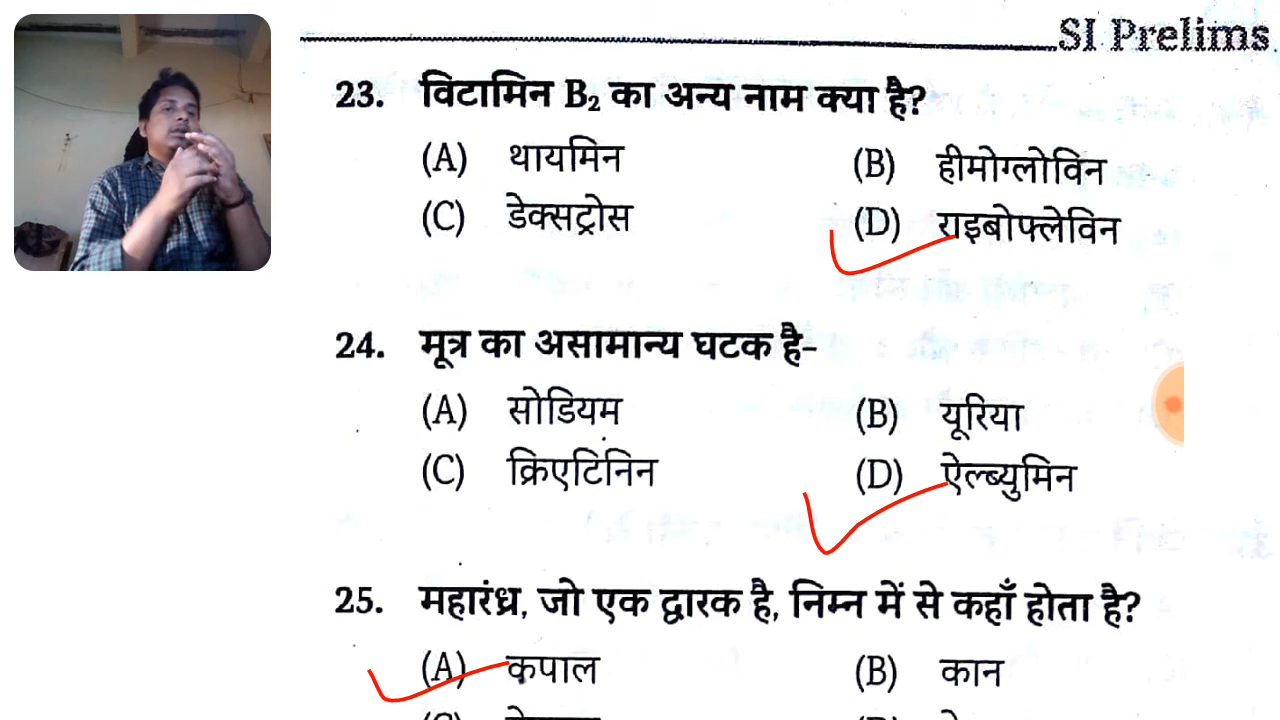 SI Prelims
23. विटामिन B₂ का अन्य नाम क्या है?
(A) थायमिन (B) हीमोग्लोविन
(C) डेक्सट्रोस (D) राइबोफ्लेविन
24. मूत्र का असामान्य घटक है-
(A) सोडियम (B) यूरिया
(C) क्रिएटिनिन (D) ऐल्ब्युमिन
25. महारंध्र, जो एक द्वारक है, निम्न में से कहाँ होता है?
(A) कपाल (B) कान